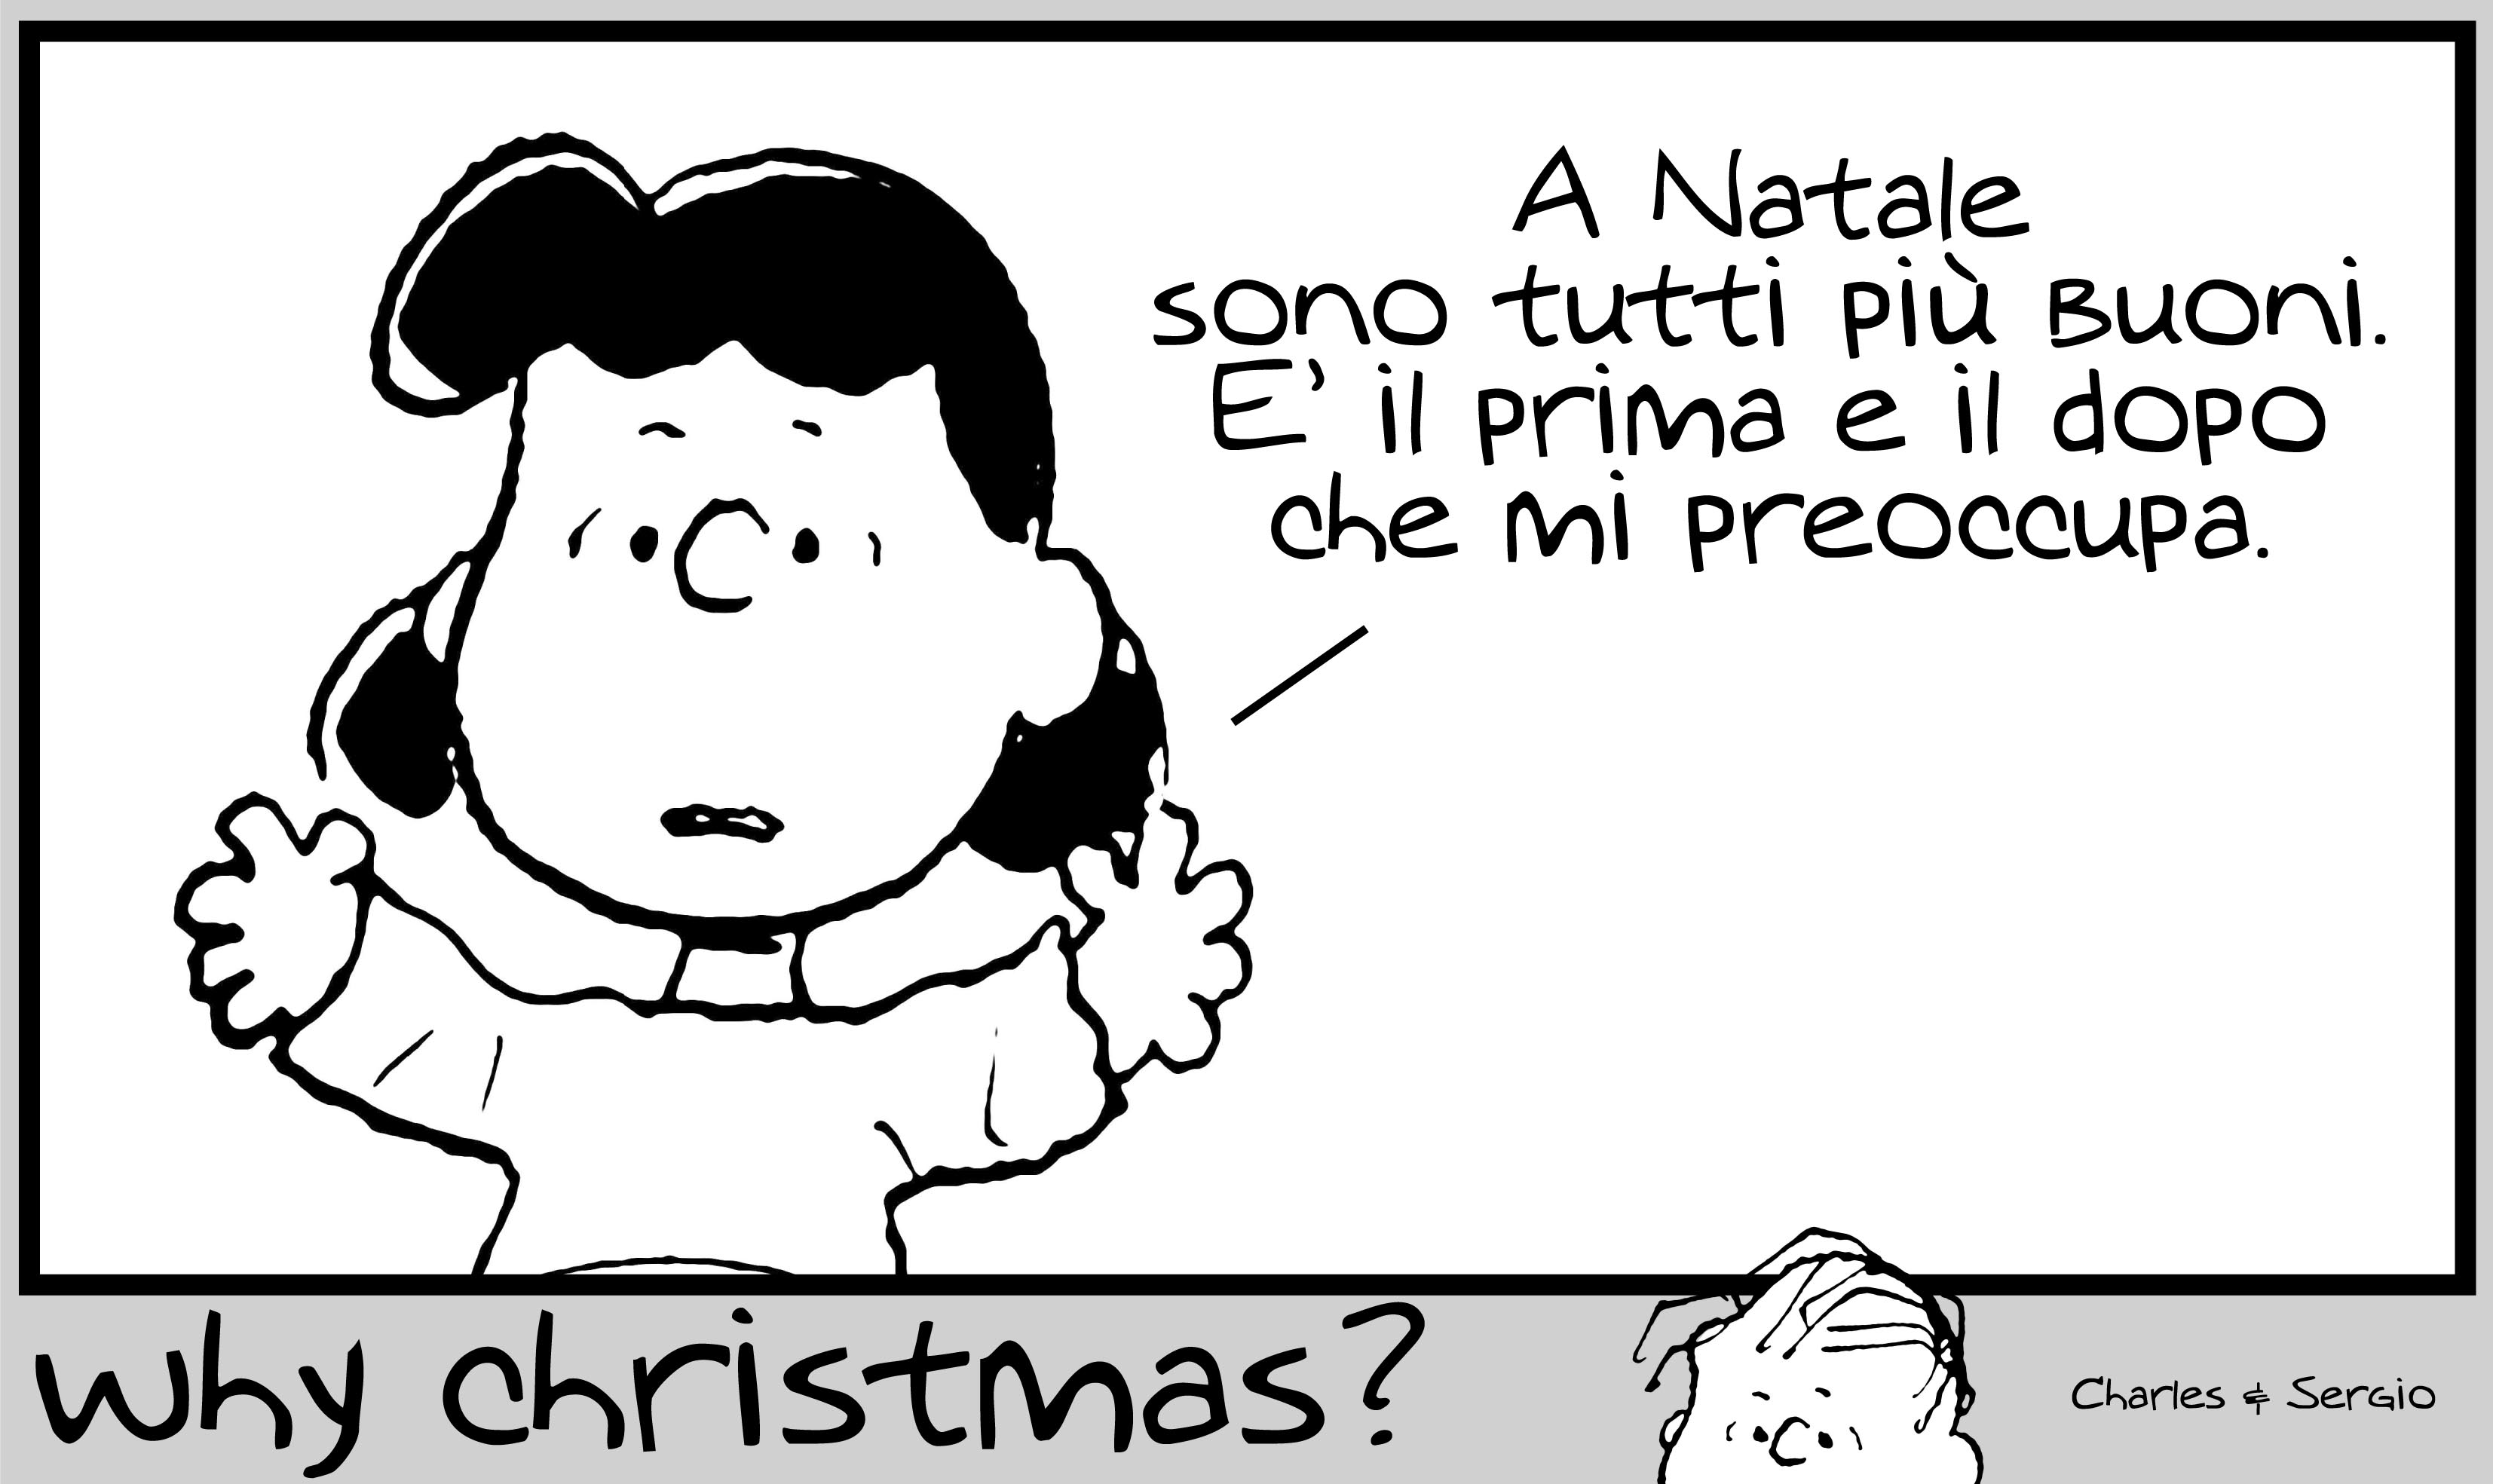 A Natale
sono tutti più buoni.
E' il prima e il dopo
che mi preoccupa.
why christmas?
Charles & Sergio